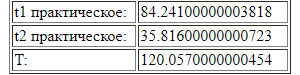 t1 практическое: 84.24100000003818
t2 практическое: 35.81600000000723
T: 120.0570000000454